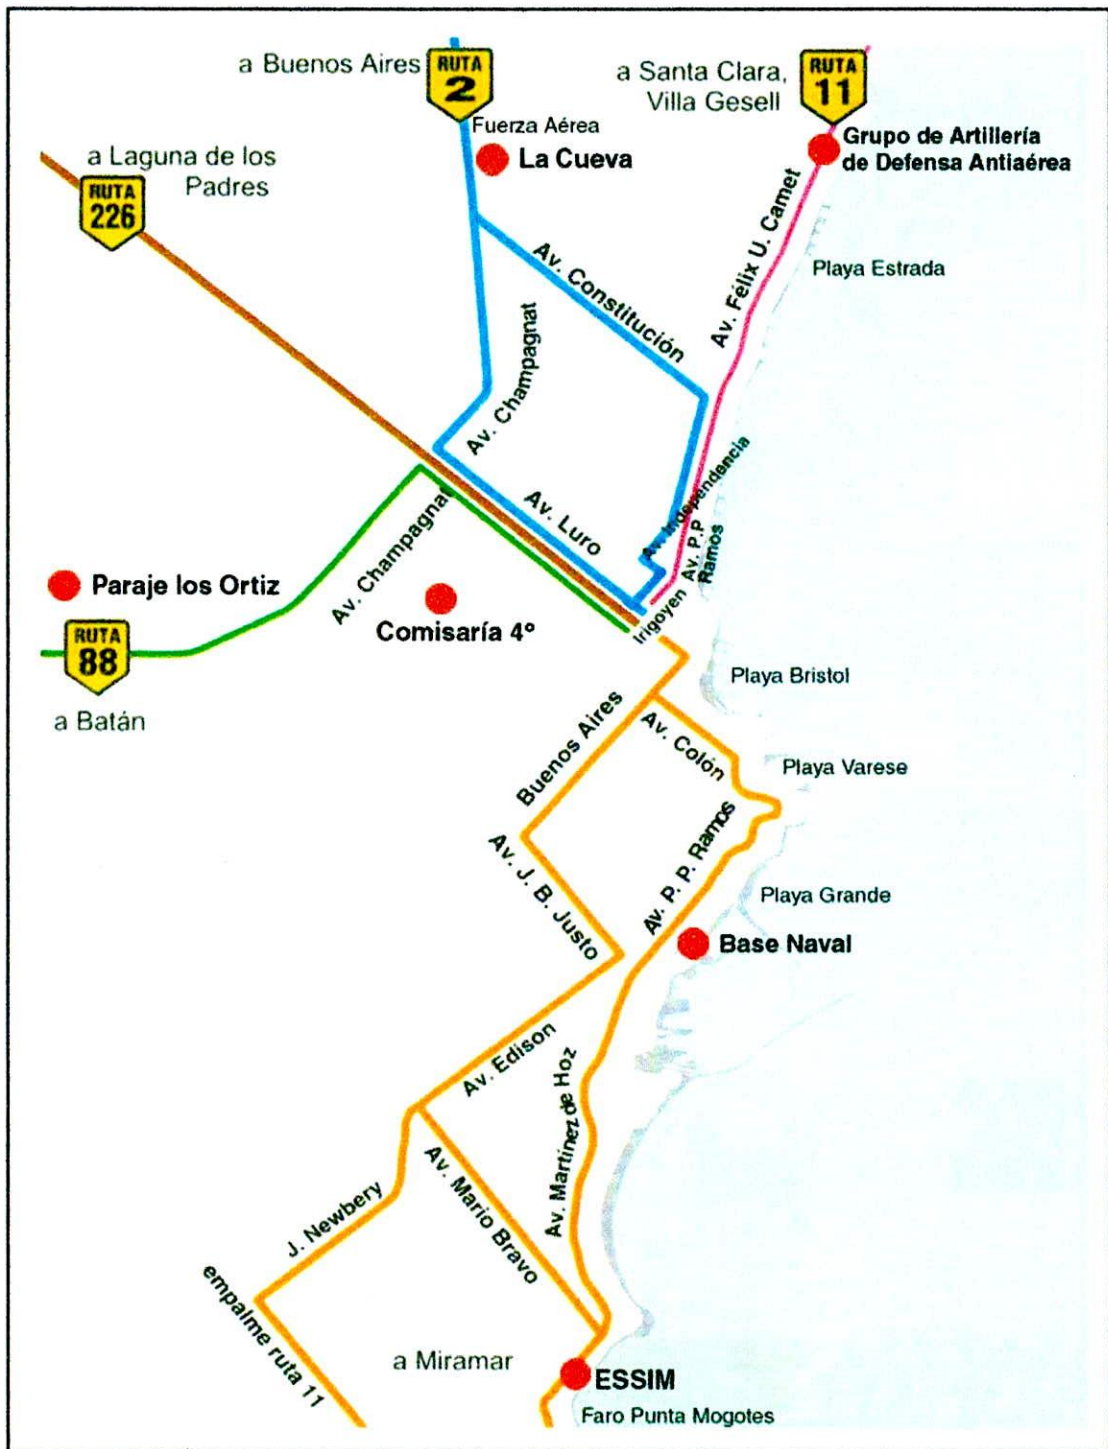 a Buenos Aires
RUTA
2
a Santa Clara,
Villa Gesell
RUTA
11
Fuerza Aérea
La Cueva
Grupo de Artillería
de Defensa Antiaérea
a Laguna de los
Padres
RUTA
226
Av. Constitución
Av. Félix U. Camet
Playa Estrada
Av. Champagnat
Av. Luro
Av. Independencia
Av. P.P
Ramos
Av. Champagnat
Paraje los Ortiz
Comisaría 4º
Irigoyen
RUTA
88
a Batán
Playa Bristol
Buenos Aires
Av. Colón
Playa Varese
Av. J. B. Justo
Av. P. P. Ramos
Playa Grande
Base Naval
Av. Edison
Av. Martínez de Hoz
Av. Mario Bravo
J. Newbery
empalme ruta 11
a Miramar
ESSIM
Faro Punta Mogotes